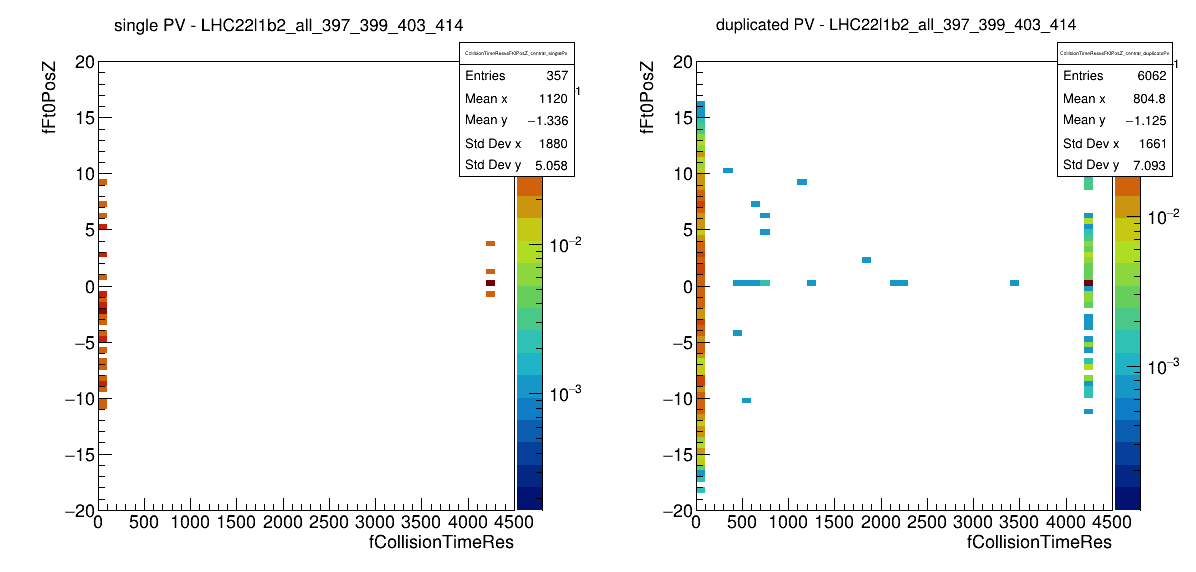 single PV - LHC22l1b2_all_397_399_403_414
CollisionTimeResvsFt0PosZ_central_singlePV
Entries 357
Mean x 1120
Mean y −1.336
Std Dev x 1880
Std Dev y 5.058
fFt0PosZ
20
15
10
5
0
−5
−10
−15
−20
0 500 1000 1500 2000 2500 3000 3500 4000 4500
fCollisionTimeRes
1
10−2
10−3
duplicated PV - LHC22l1b2_all_397_399_403_414
Entries 6062
Mean x 804.8
Mean y −1.125
Std Dev x 1661
Std Dev y 7.093
fFt0PosZ
20
15
10
5
0
−5
−10
−15
−20
0 500 1000 1500 2000 2500 3000 3500 4000 4500
fCollisionTimeRes
1
10−2
10−3